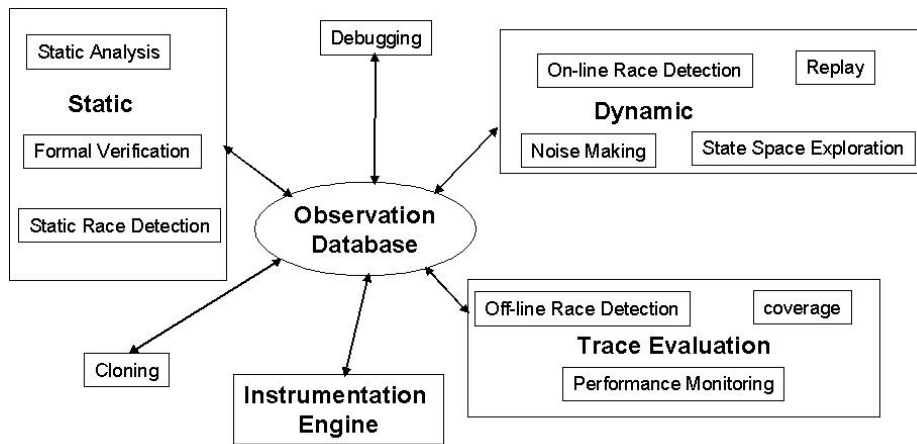 Static Analysis
Static
Formal Verification
Static Race Detection
Debugging
On-line Race Detection
Replay
Dynamic
Noise Making
State Space Exploration
Observation
Database
Cloning
Instrumentation
Engine
Off-line Race Detection
coverage
Trace Evaluation
Performance Monitoring